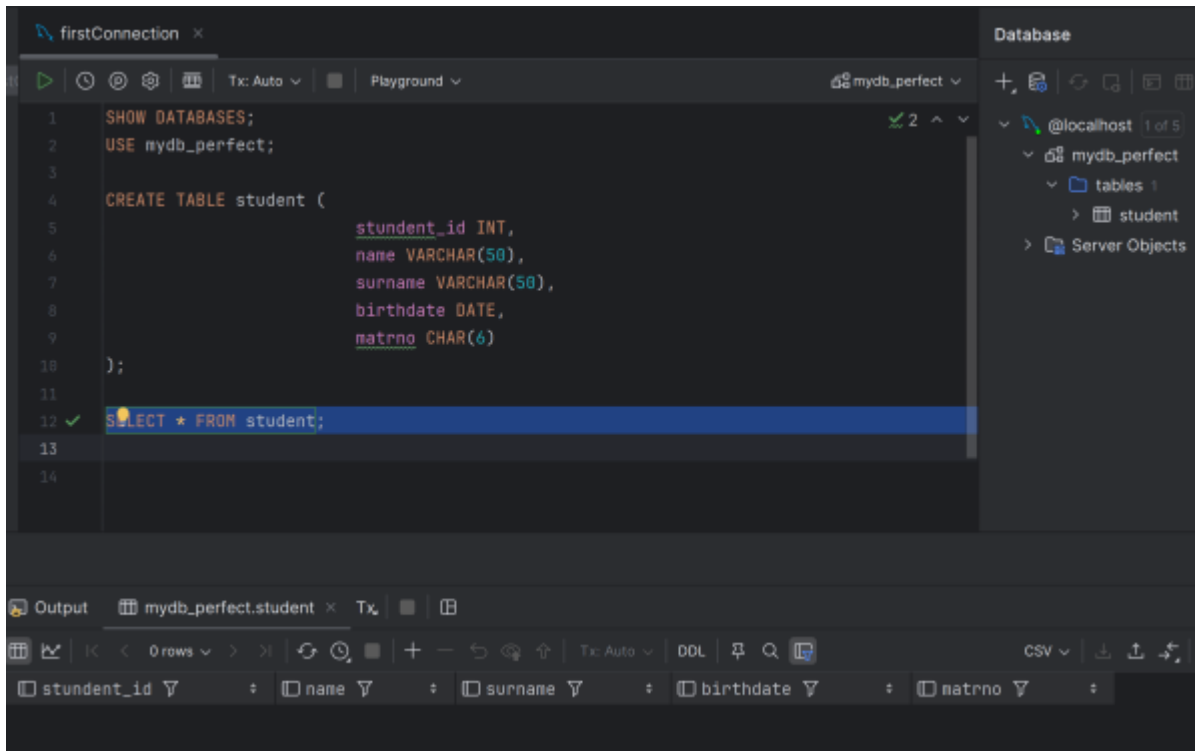 firstConnection
Database
Tx: Auto
Playground
mydb_perfect
1 SHOW DATABASES;
2 USE mydb_perfect;
3
4 CREATE TABLE student (
5 stundent_id INT,
6 name VARCHAR(50),
7 surname VARCHAR(50),
8 birthdate DATE,
9 matrno CHAR(6)
10 );
11
12 SELECT * FROM student;
13
14
2
@localhost 1 of 5
mydb_perfect
tables 1
student
Server Objects
Output mydb_perfect.student Tx
0 rows Tx: Auto DDL CSV
stundent_id name surname birthdate matrno